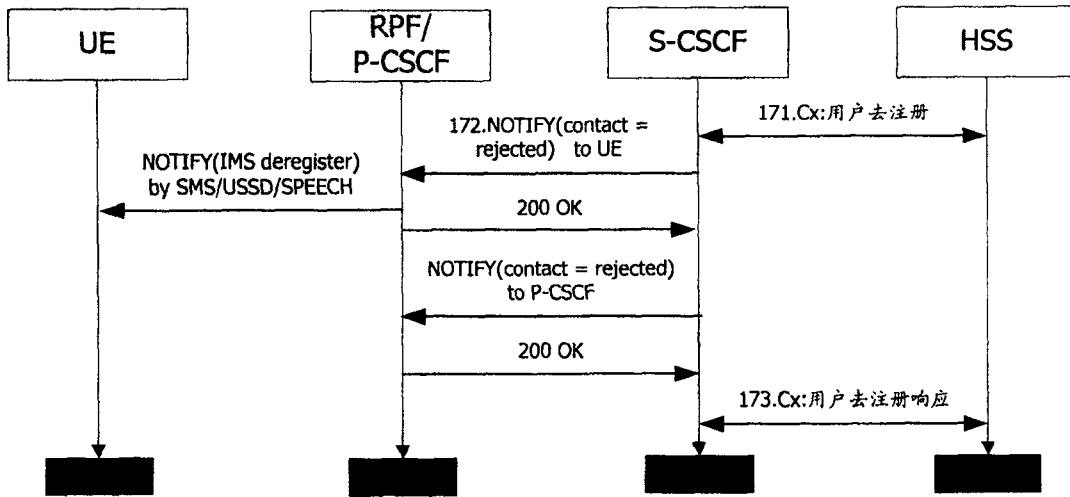 UE
RPF/
P-CSCF
S-CSCF
HSS
171.Cx:用户去注册
172.NOTIFY(contact =
rejected) to UE
NOTIFY(IMS deregister)
by SMS/USSD/SPEECH
200 OK
NOTIFY(contact = rejected)
to P-CSCF
200 OK
173.Cx:用户去注册响应